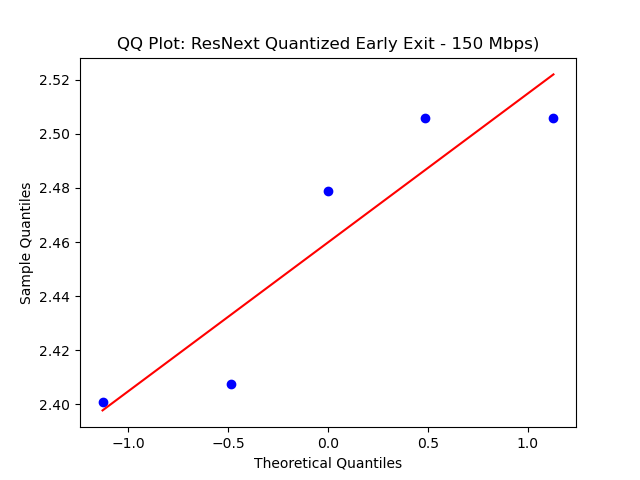 QQ Plot: ResNext Quantized Early Exit - 150 Mbps)
2.52
2.50
2.48
2.46
2.44
2.42
2.40
Sample Quantiles
−1.0 −0.5 0.0 0.5 1.0
Theoretical Quantiles